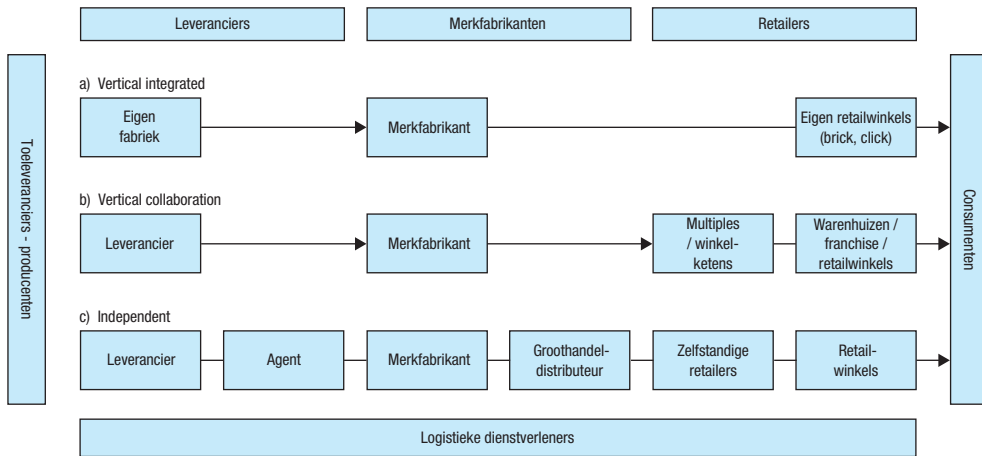 Leveranciers
Merkfabrikanten
Retailers
Toeleveranciers - producenten
a) Vertical integrated
Eigen
fabriek
Merkfabrikant
Eigen retailwinkels
(brick, click)
b) Vertical collaboration
Leverancier
Merkfabrikant
Multiples
/ winkel-
ketens
Warenhuizen /
franchise /
retailwinkels
Consumenten
c) Independent
Leverancier
Agent
Merkfabrikant
Groothandel-
distributeur
Zelfstandige
retailers
Retail-
winkels
Logistieke dienstverleners